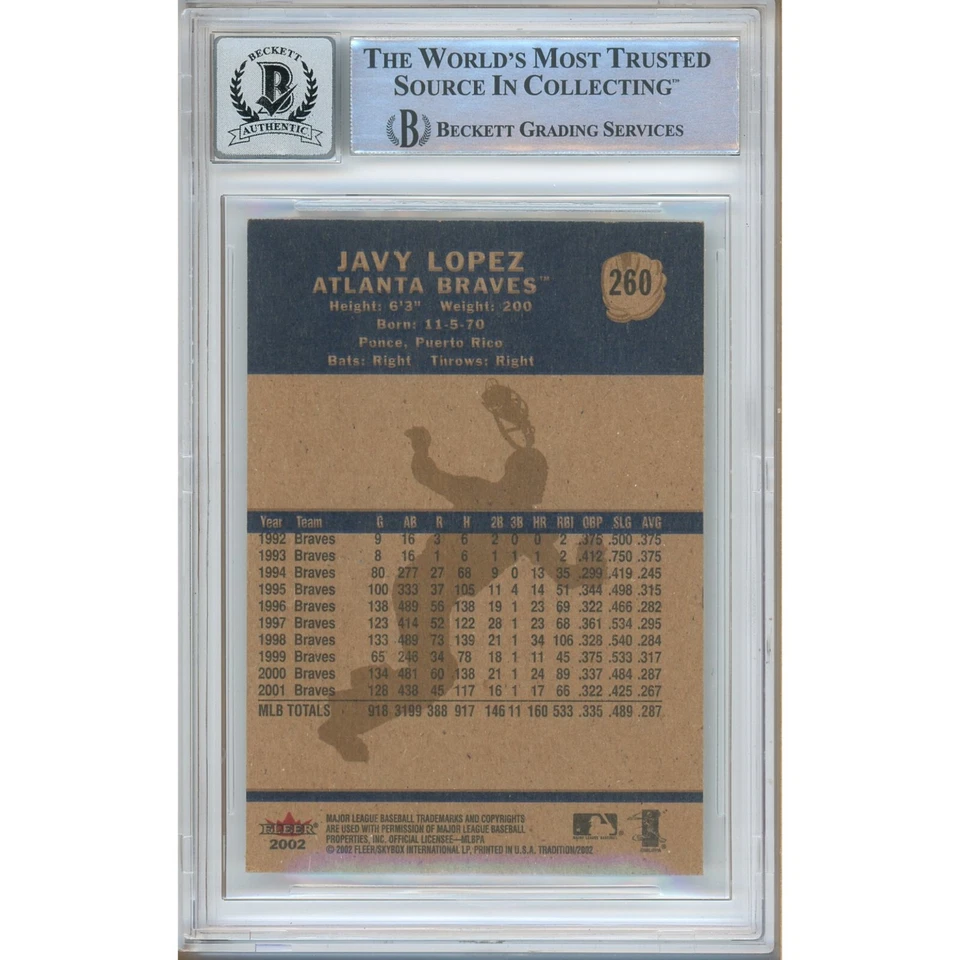 BECKETT
B
AUTHENTIC
THE WORLD'S MOST TRUSTED
SOURCE IN COLLECTING™
B BECKETT GRADING SERVICES
JAVY LOPEZ
ATLANTA BRAVES™
260
Height: 6'3" Weight: 200
Born: 11-5-70
Ponce, Puerto Rico
Bats: Right Throws: Right
Year Team G AB R H 2B 3B HR RBI OBP SLG AVG
1992 Braves 9 16 3 6 2 0 0 2 .375 .500 .375
1993 Braves 8 16 1 6 1 1 1 2 .412 .750 .375
1994 Braves 80 277 27 68 9 0 13 35 .299 .419 .245
1995 Braves 100 333 37 105 11 4 14 51 .344 .498 .315
1996 Braves 138 489 56 138 19 1 23 69 .322 .466 .282
1997 Braves 123 414 52 122 28 1 23 68 .361 .534 .295
1998 Braves 133 489 73 139 21 1 34 106 .328 .540 .284
1999 Braves 65 246 34 78 18 1 11 45 .375 .533 .317
2000 Braves 134 481 60 138 21 1 24 89 .337 .484 .287
2001 Braves 128 438 45 117 16 1 17 66 .322 .425 .267
MLB TOTALS 918 3199 388 917 146 11 160 533 .335 .489 .287
FLEER
2002
MAJOR LEAGUE BASEBALL TRADEMARKS AND COPYRIGHTS
ARE USED WITH PERMISSION OF MAJOR LEAGUE BASEBALL
PROPERTIES, INC. OFFICIAL LICENSEE—MLBPA
© 2002 FLEER/SKYBOX INTERNATIONAL LP. PRINTED IN U.S.A. TRADITION/2002